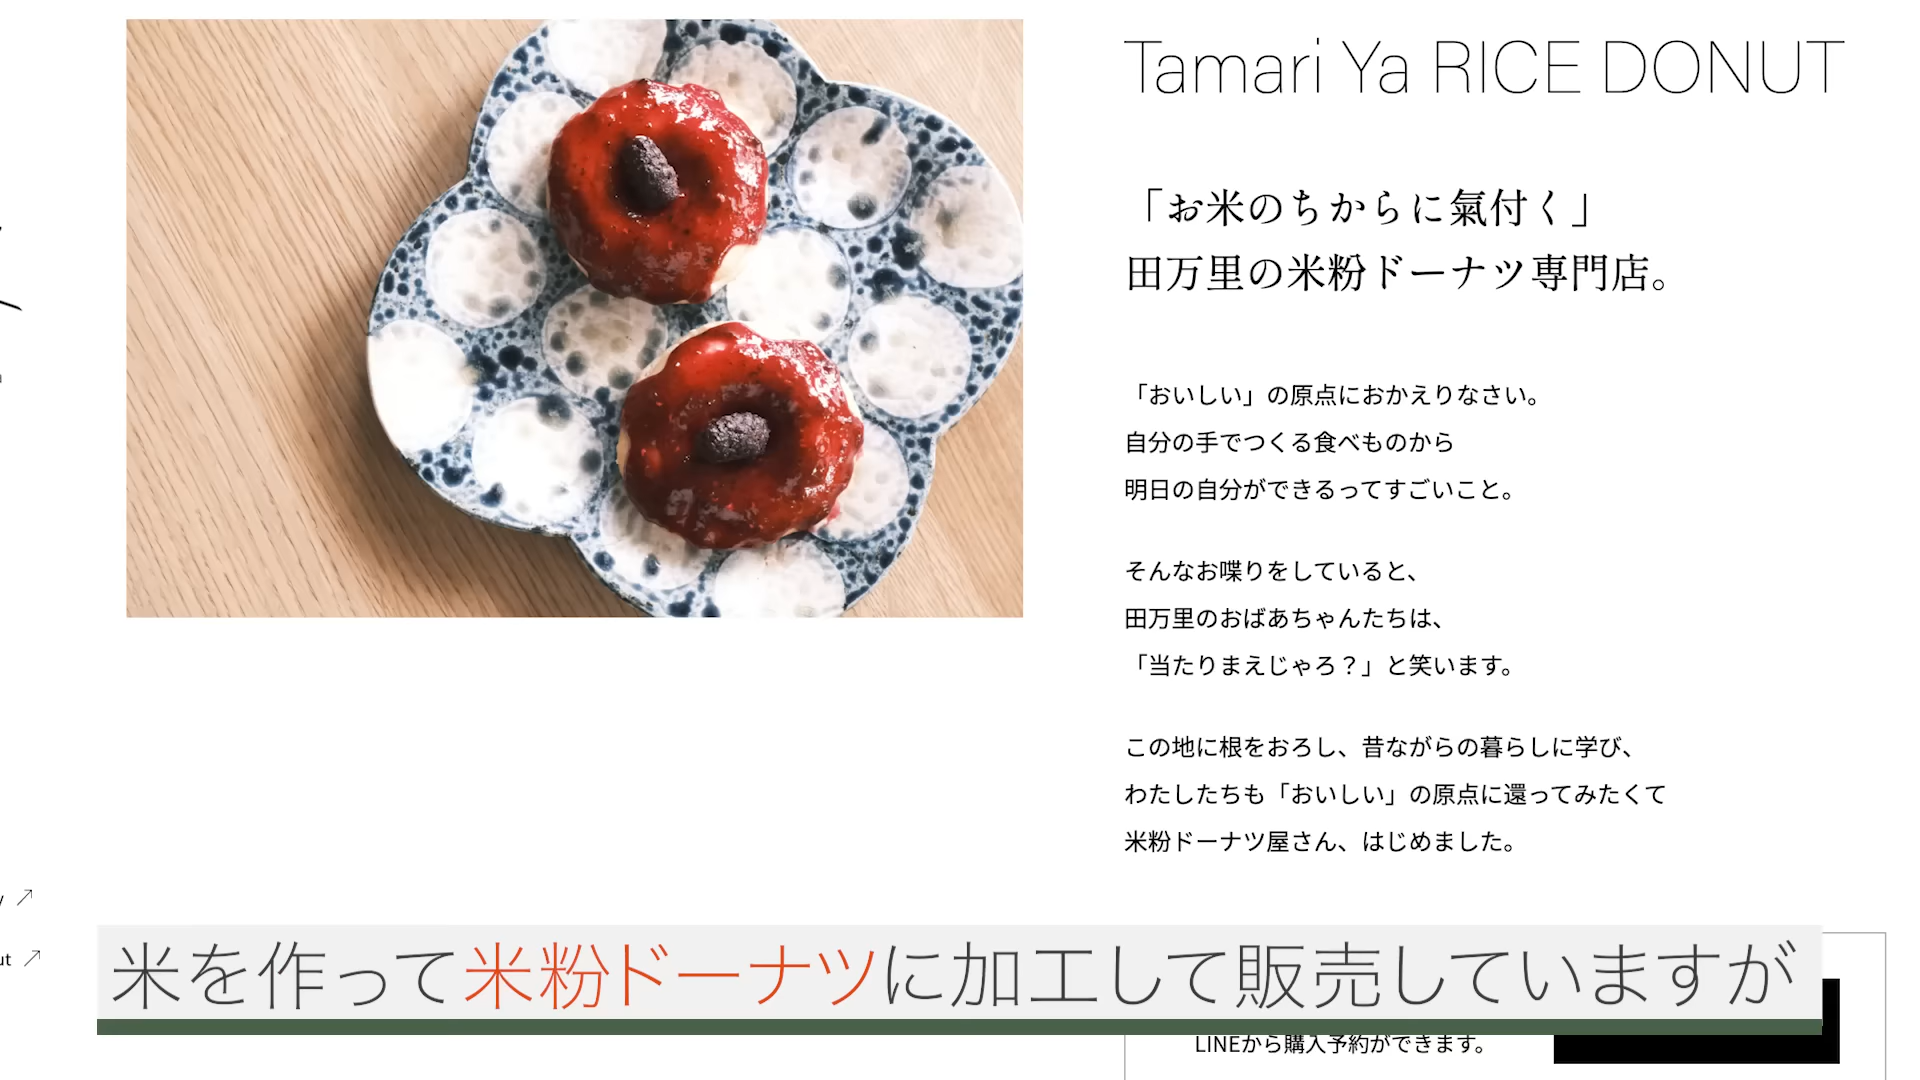 Tamari Ya RICE DONUT
「お米のちからに氣付く」
田万里の米粉ドーナツ専門店。
「おいしい」の原点におかえりなさい。
自分の手でつくる食べものから
明日の自分ができるってすごいこと。
そんなお喋りをしていると、
田万里のおばあちゃんたちは、
「当たりまえじゃろ？」と笑います。
この地に根をおろし、昔ながらの暮らしに学び、
わたしたちも「おいしい」の原点に還ってみたくて
米粉ドーナツ屋さん、はじめました。
米を作って米粉ドーナツに加工して販売していますが
LINEから購入予約ができます。